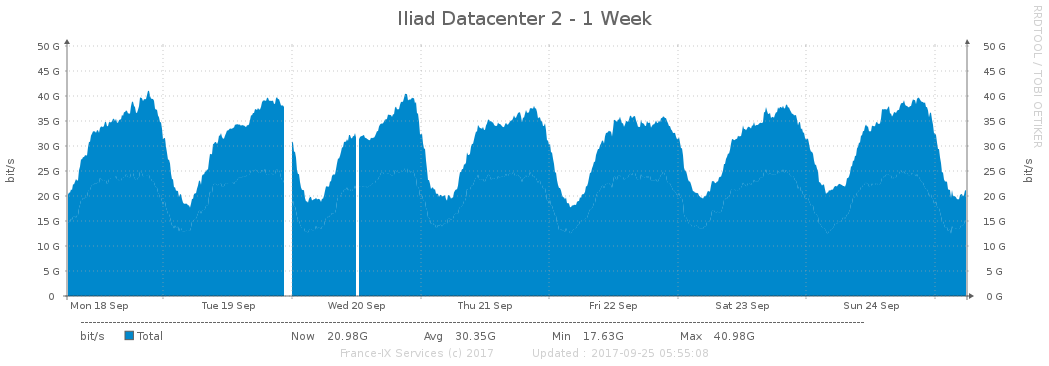 Iliad Datacenter 2 - 1 Week
RRDTOOL / TOBI OETIKER
bit/s
50 G 50 G
45 G 45 G
40 G 40 G
35 G 35 G
30 G 30 G
25 G 25 G
20 G 20 G
15 G 15 G
10 G 10 G
5 G 5 G
0 0 G
bit/s
Mon 18 Sep Tue 19 Sep Wed 20 Sep Thu 21 Sep Fri 22 Sep Sat 23 Sep Sun 24 Sep
bit/s Total Now 20.98G Avg 30.35G Min 17.63G Max 40.98G
France-IX Services (c) 2017 Updated : 2017-09-25 05:55:08